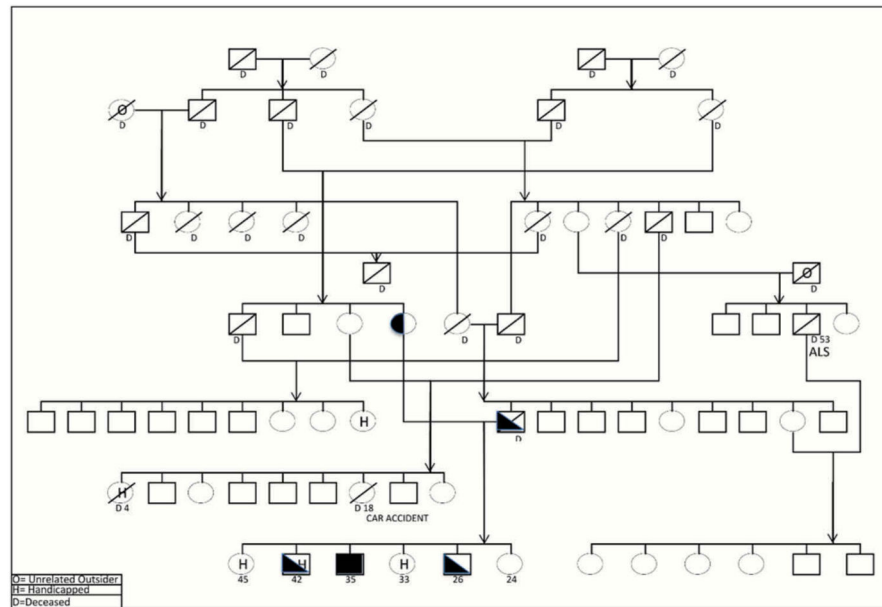 D D D D
O
D D D D D D
D D D D D D D
O
D D
D D D D 53
ALS
H
D
H
D 4 D 18
CAR ACCIDENT
H H H
45 42 35 33 26 24
O= Unrelated Outsider
H= Handicapped
D=Deceased